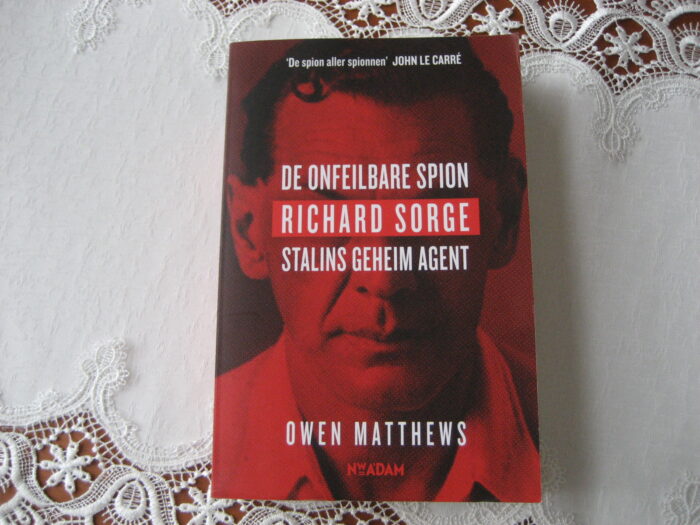 'De spion aller spionnen' JOHN LE CARRÉ
DE ONFEILBARE SPION
RICHARD SORGE
STALINS GEHEIM AGENT
OWEN MATTHEWS
NWADAM